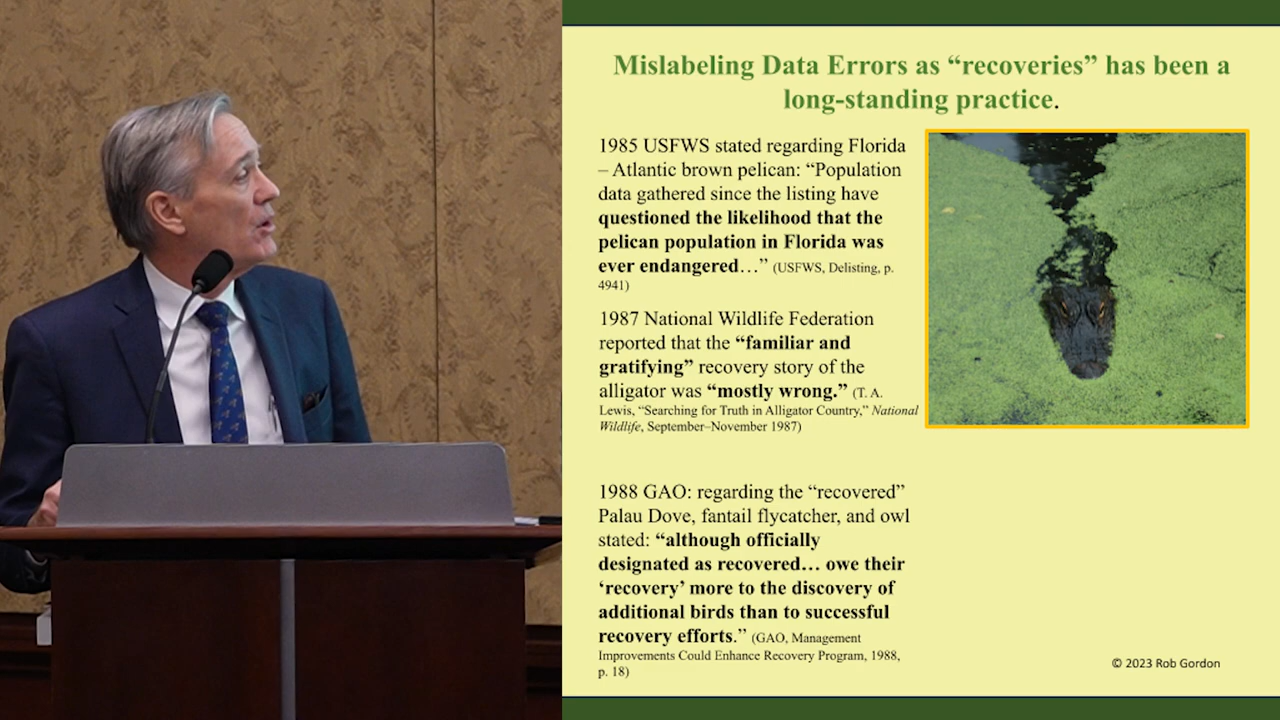 Mislabeling Data Errors as “recoveries” has been a
long-standing practice.
1985 USFWS stated regarding Florida
– Atlantic brown pelican: “Population
data gathered since the listing have
questioned the likelihood that the
pelican population in Florida was
ever endangered…” (USFWS, Delisting, p.
4941)
1987 National Wildlife Federation
reported that the “familiar and
gratifying” recovery story of the
alligator was “mostly wrong.” (T. A.
Lewis, “Searching for Truth in Alligator Country,” National
Wildlife, September–November 1987)
1988 GAO: regarding the “recovered”
Palau Dove, fantail flycatcher, and owl
stated: “although officially
designated as recovered… owe their
‘recovery’ more to the discovery of
additional birds than to successful
recovery efforts.” (GAO, Management
Improvements Could Enhance Recovery Program, 1988,
p. 18)
© 2023 Rob Gordon